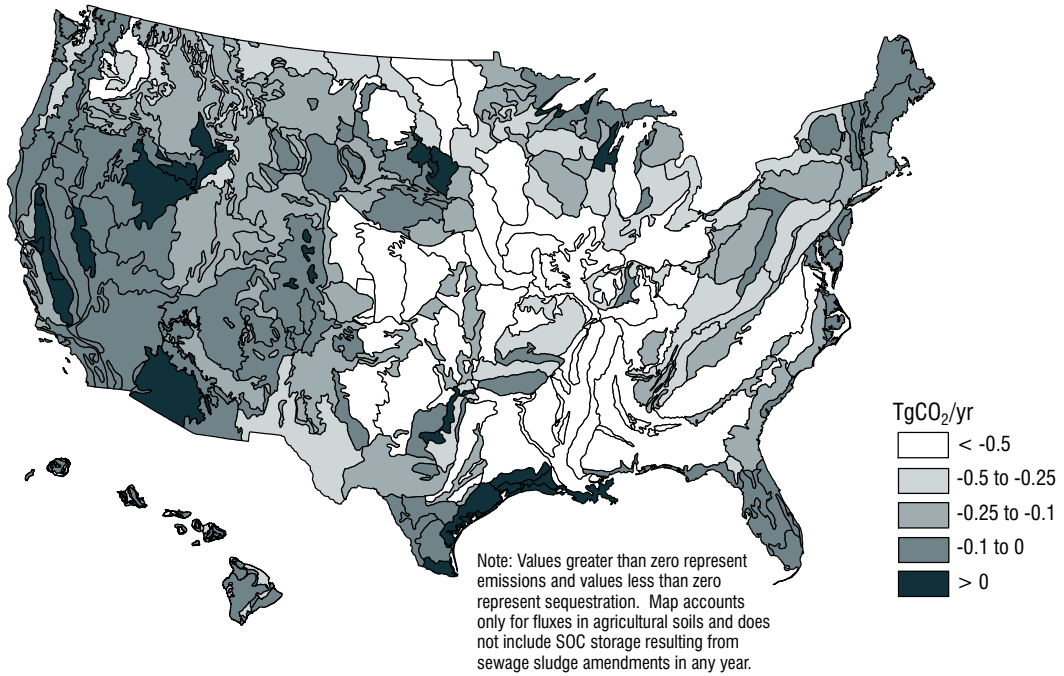 TgCO₂/yr
< -0.5
-0.5 to -0.25
-0.25 to -0.1
-0.1 to 0
> 0
Note: Values greater than zero represent
emissions and values less than zero
represent sequestration. Map accounts
only for fluxes in agricultural soils and does
not include SOC storage resulting from
sewage sludge amendments in any year.